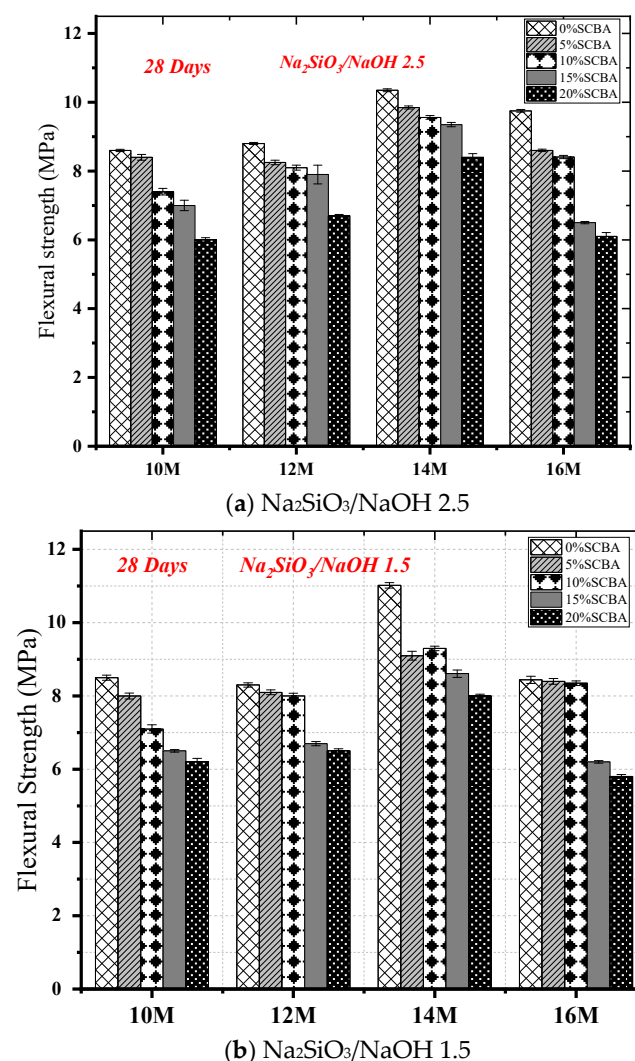 12
10
8
6
4
2
0
Flexural strength (MPa)
28 Days
Na₂SiO₃/NaOH 2.5
0%SCBA
5%SCBA
10%SCBA
15%SCBA
20%SCBA
10M 12M 14M 16M
(a) Na₂SiO₃/NaOH 2.5
12
10
8
6
4
2
0
Flexural Strength (MPa)
28 Days
Na₂SiO₃/NaOH 1.5
0%SCBA
5%SCBA
10%SCBA
15%SCBA
20%SCBA
10M 12M 14M 16M
(b) Na₂SiO₃/NaOH 1.5